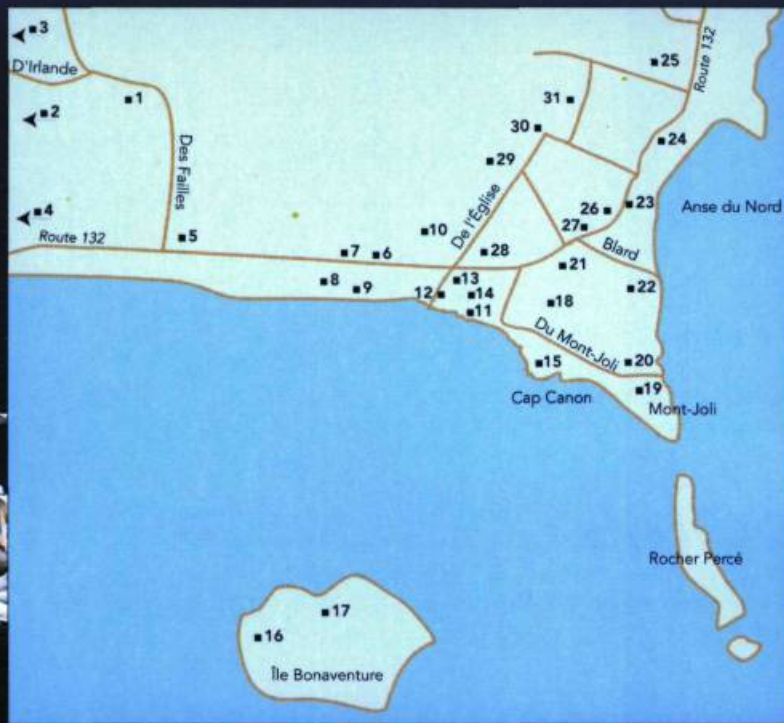 3
D'Irlande
2
1
4
Route 132
Des Failles
5
7
6
8
9
10
De l'Église
29
30
31
25
Route 132
24
Anse du Nord
26
23
27
Blard
28
21
22
13
12
14
11
18
Du Mont-Joli
15
20
19
Cap Canon
Mont-Joli
Rocher Percé
17
16
Île Bonaventure